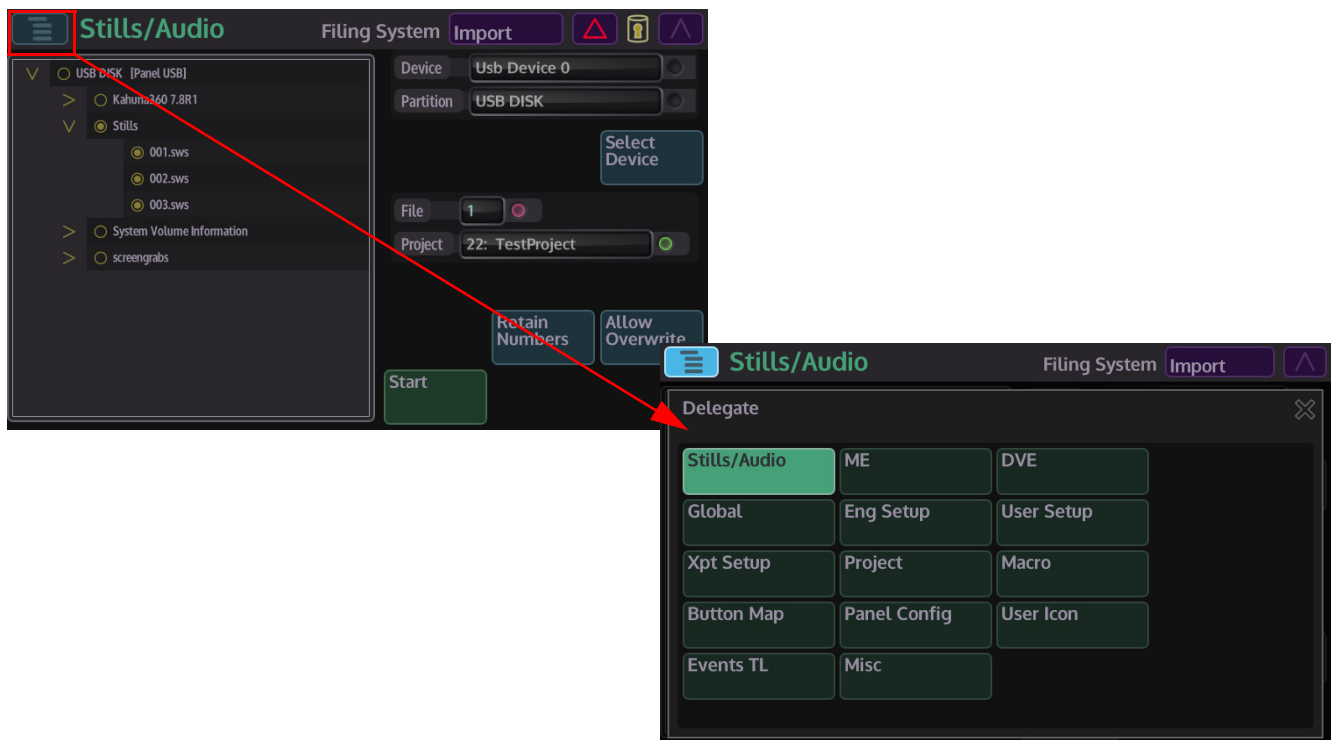 Stills/Audio
Filing System Import
USB DISK [Panel USB]
Kahuna360 7.8R1
Stills
001.sws
002.sws
003.sws
System Volume Information
screengrabs
Device Usb Device 0
Partition USB DISK
Select
Device
File 1
Project 22: TestProject
Retain
Numbers
Allow
Overwrite
Start
Stills/Audio
Filing System Import
Delegate
Stills/Audio ME DVE
Global Eng Setup User Setup
Xpt Setup Project Macro
Button Map Panel Config User Icon
Events TL Misc